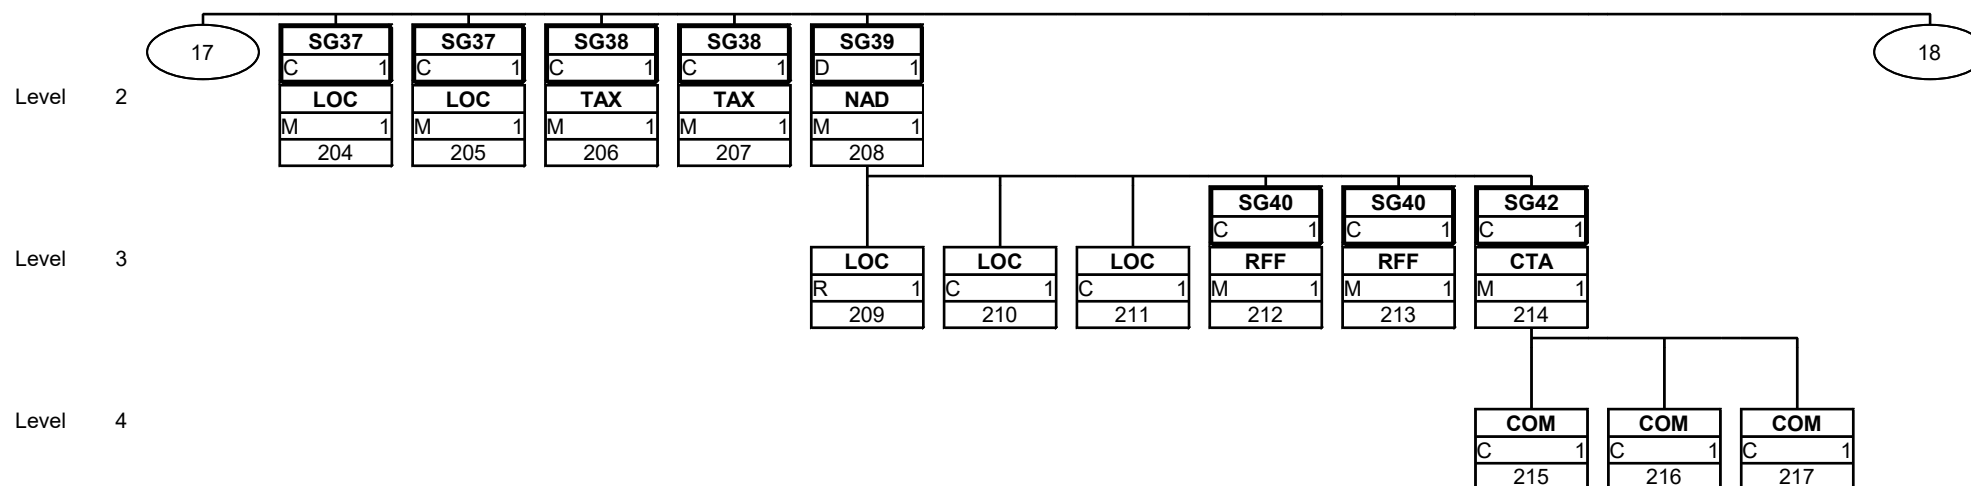 17 SG37 SG37 SG38 SG38 SG39 18
C 1 C 1 C 1 C 1 D 1
Level 2 LOC LOC TAX TAX NAD
M 1 M 1 M 1 M 1 M 1
204 205 206 207 208
SG40 SG40 SG42
C 1 C 1 C 1
Level 3 LOC LOC LOC RFF RFF CTA
R 1 C 1 C 1 M 1 M 1 M 1
209 210 211 212 213 214
Level 4 COM COM COM
C 1 C 1 C 1
215 216 217